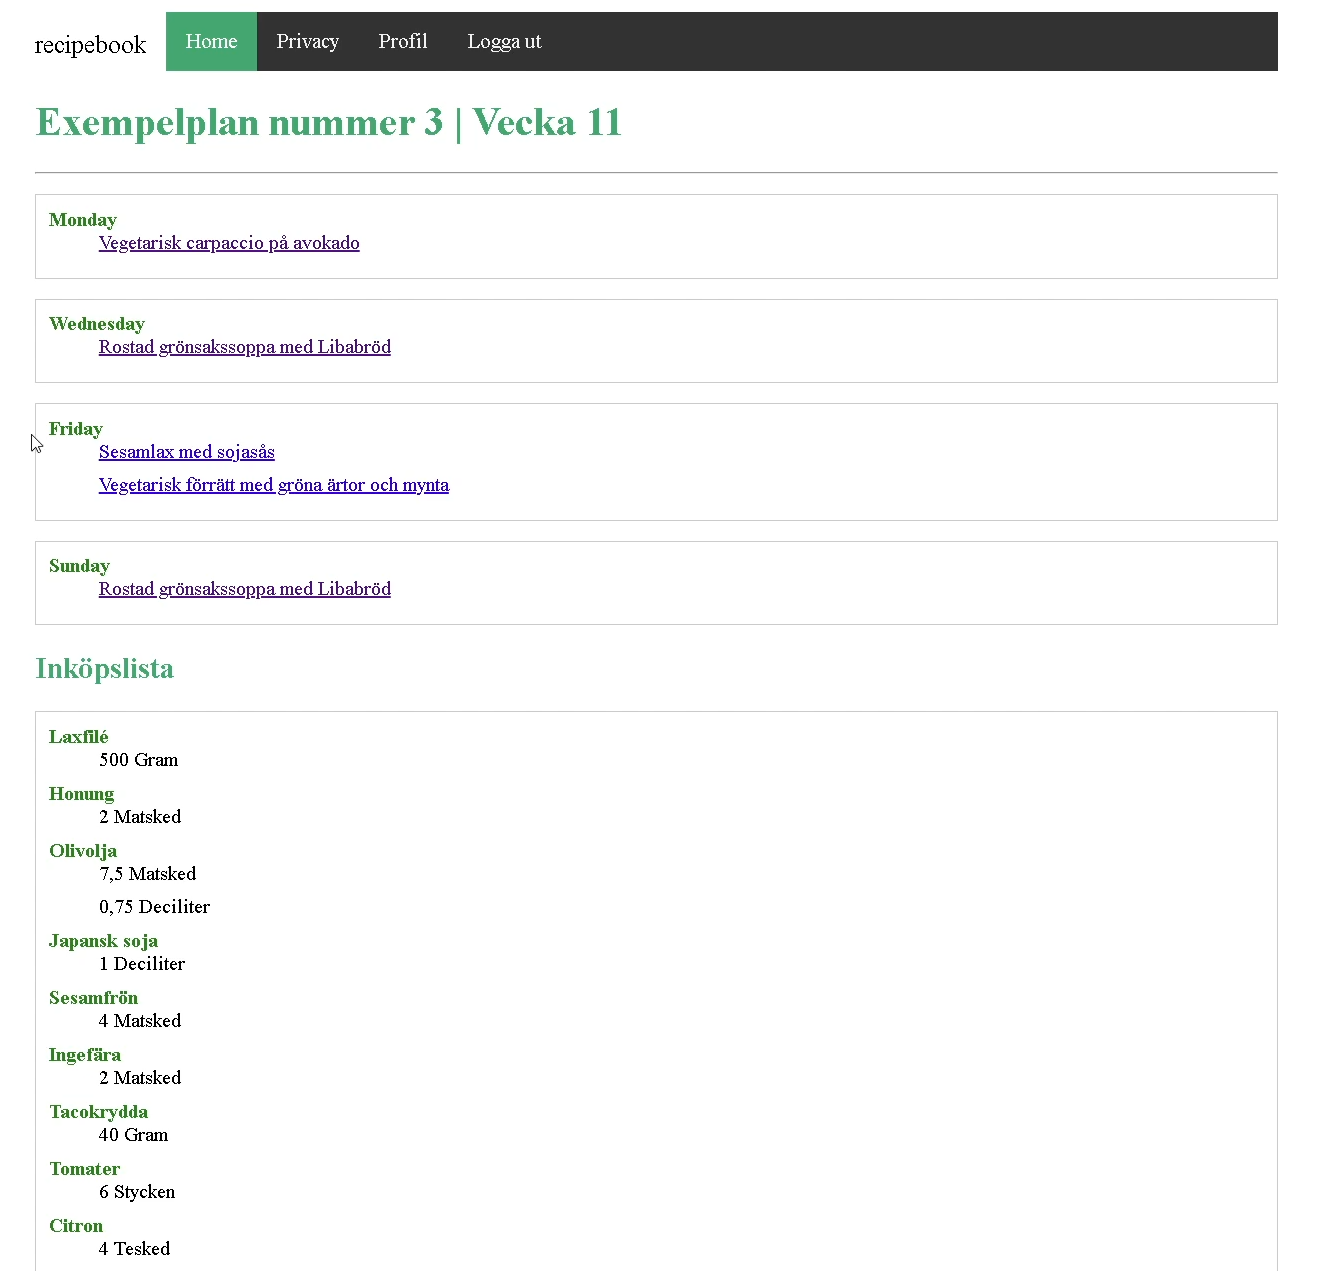 recipebook Home Privacy Profil Logga ut
Exempelplan nummer 3 | Vecka 11
Monday
Vegetarisk carpaccio på avokado
Wednesday
Rostad grönsakssoppa med Libabröd
Friday
Sesamlax med sojasås
Vegetarisk förrätt med gröna ärtor och mynta
Sunday
Rostad grönsakssoppa med Libabröd
Inköpslista
Laxfilé
500 Gram
Honung
2 Matsked
Olivolja
7,5 Matsked
0,75 Deciliter
Japansk soja
1 Deciliter
Sesamfrön
4 Matsked
Ingefära
2 Matsked
Tacokrydda
40 Gram
Tomater
6 Stycken
Citron
4 Tesked